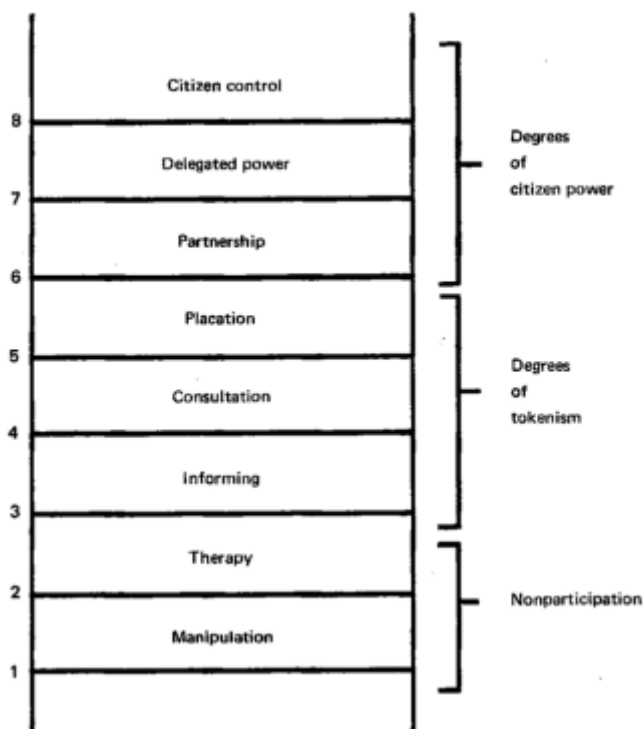 Citizen control
8
Delegated power
7
Partnership
6
Placation
5
Consultation
4
Informing
3
Therapy
2
Manipulation
1
Degrees
of
citizen power
Degrees
of
tokenism
Nonparticipation